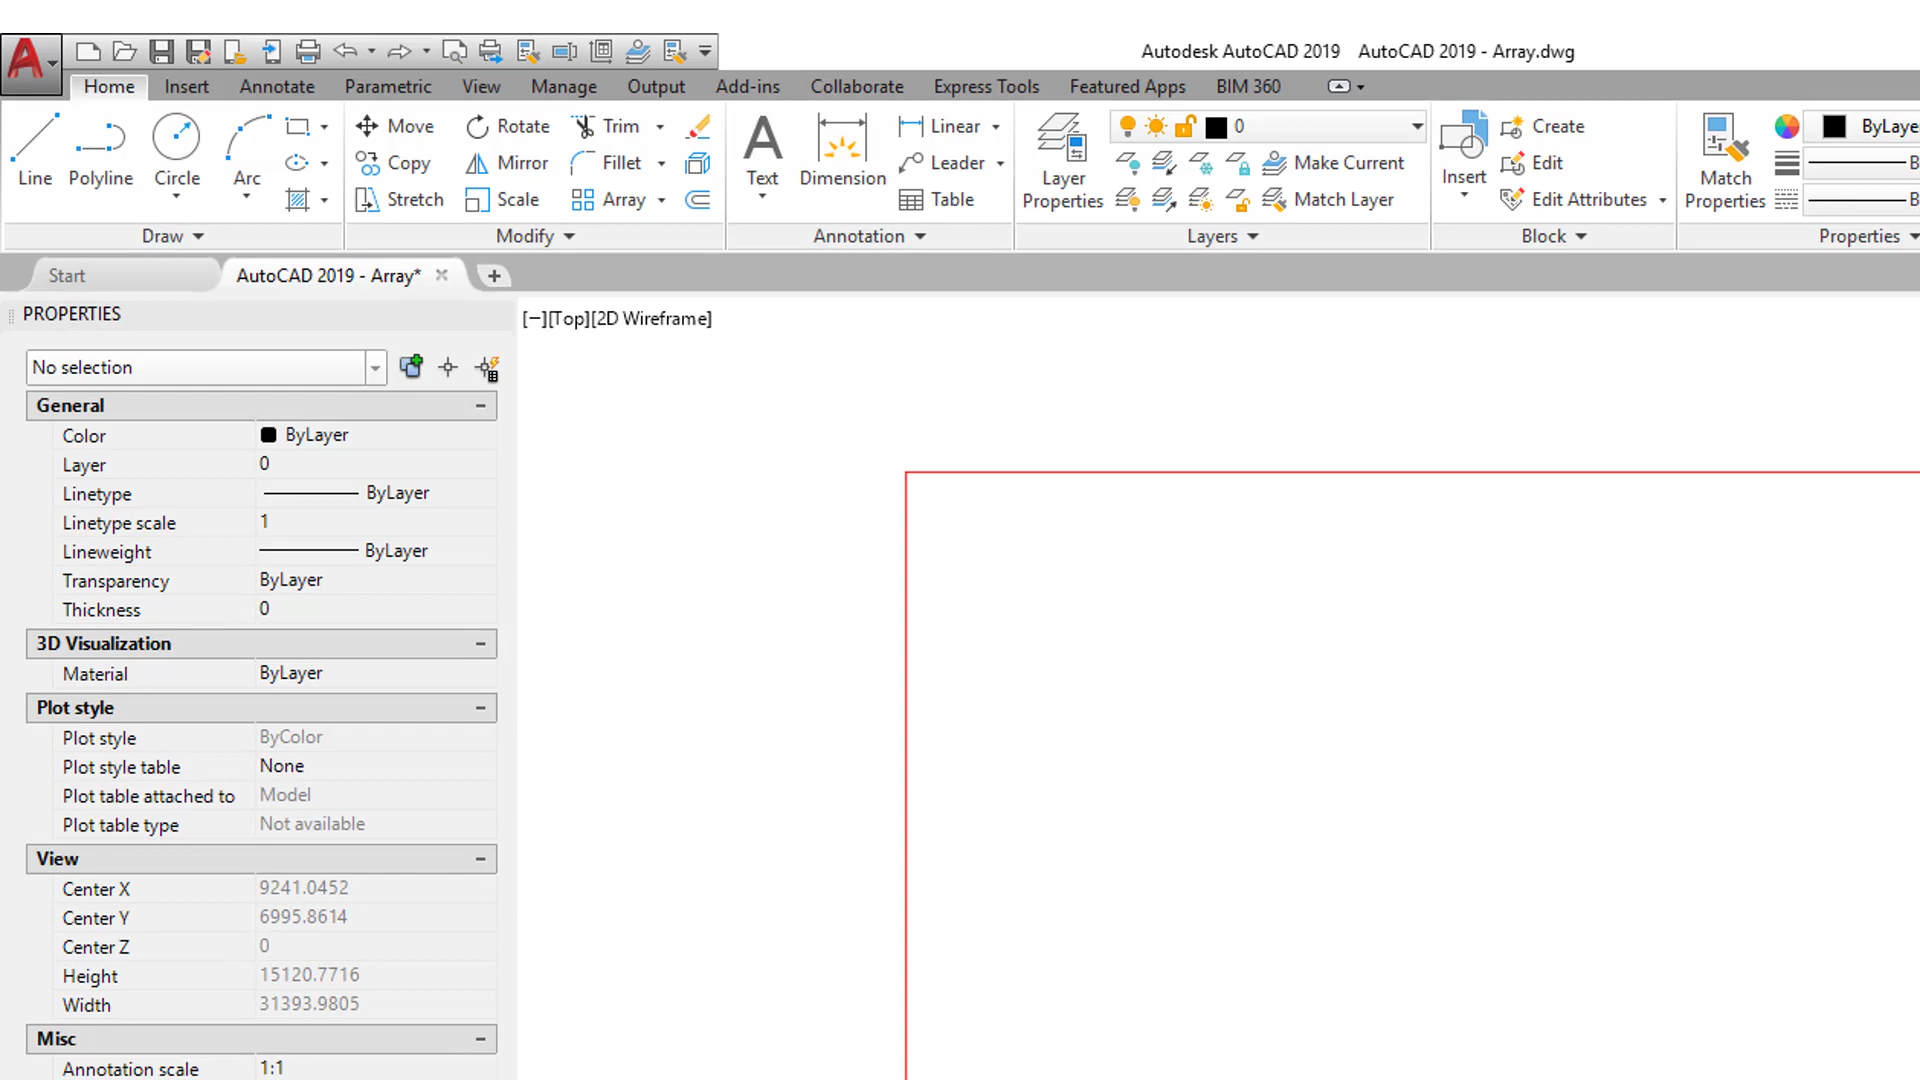 Autodesk AutoCAD 2019 AutoCAD 2019 - Array.dwg
Home Insert Annotate Parametric View Manage Output Add-ins Collaborate Express Tools Featured Apps BIM 360
Line Polyline Circle Arc
Move Rotate Trim
Copy Mirror Fillet
Stretch Scale Array
Text Dimension
Linear
Leader
Table
Layer Properties
0
Make Current
Match Layer
Insert
Create
Edit
Edit Attributes
Match Properties
ByLaye
B
B
Draw Modify Annotation Layers Block Properties
Start AutoCAD 2019 - Array*
PROPERTIES
[−][Top][2D Wireframe]
No selection
General
Color ByLayer
Layer 0
Linetype ByLayer
Linetype scale 1
Lineweight ByLayer
Transparency ByLayer
Thickness 0
3D Visualization
Material ByLayer
Plot style
Plot style ByColor
Plot style table None
Plot table attached to Model
Plot table type Not available
View
Center X 9241.0452
Center Y 6995.8614
Center Z 0
Height 15120.7716
Width 31393.9805
Misc
Annotation scale 1:1